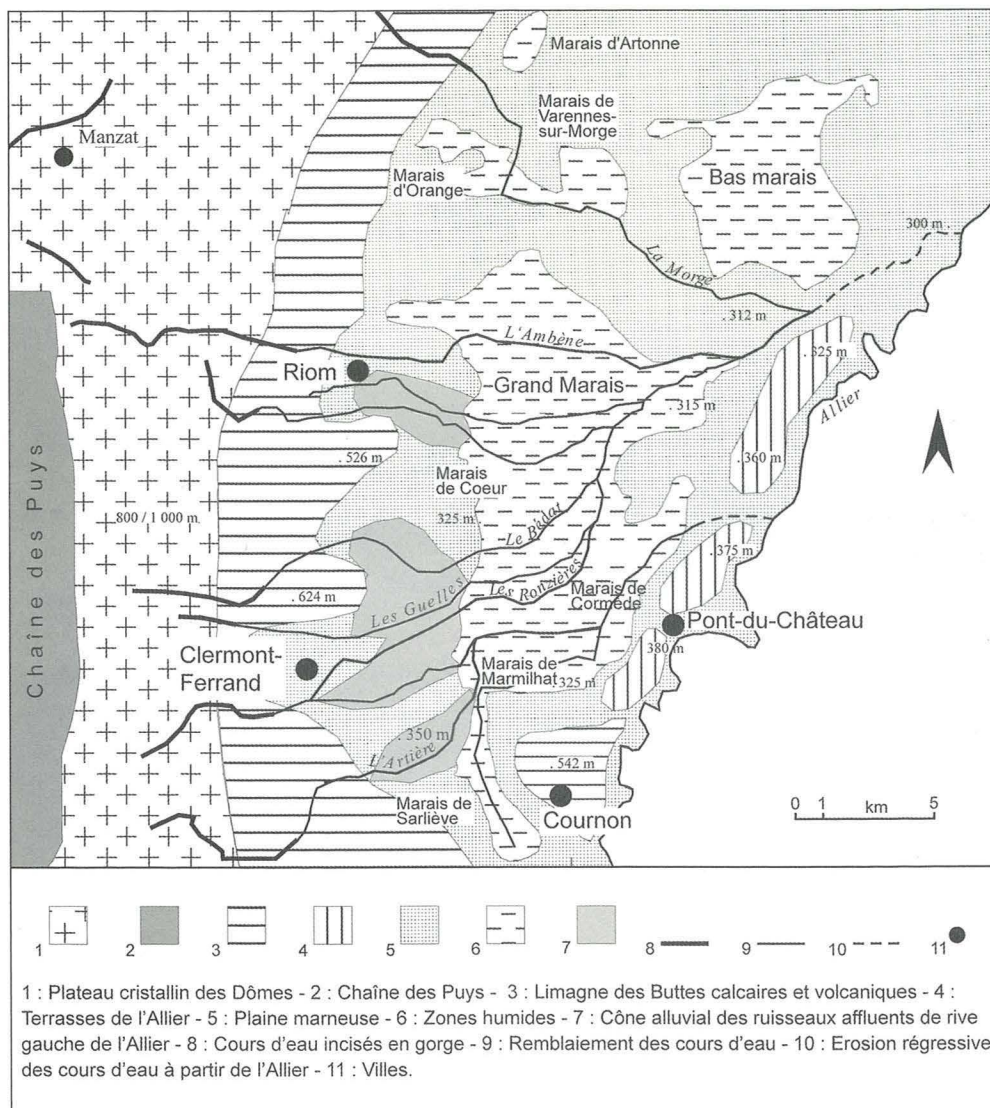 Marais d'Artonne
Marais de
Varennes-
sur-Morge
Manzat
Marais
d'Orange
Bas marais
300 m .
La Morge
. 312 m
L'Ambène
. 325 m
Riom
Grand Marais
. 315 m
Allier
. 360 m
. 526 m
Marais
de Coeur
325 m
800 / 1 000 m.
Le Bédat
. 375 m
Chaîne des Puys
. 624 m
Les Guelles
Les Ronzières
Marais de
Cormède
Pont-du-Château
380 m
Clermont-
Ferrand
Marais de
Marmilhat
. 325 m
. 350 m
L'Artière
. 542 m
Marais de
Sarliève
Cournon
0 1 km 5
1 2 3 4 5 6 7 8 9 10 11
1 : Plateau cristallin des Dômes - 2 : Chaîne des Puys - 3 : Limagne des Buttes calcaires et volcaniques - 4 :
Terrasses de l'Allier - 5 : Plaine marneuse - 6 : Zones humides - 7 : Cône alluvial des ruisseaux affluents de rive
gauche de l'Allier - 8 : Cours d'eau incisés en gorge - 9 : Remblaiement des cours d'eau - 10 : Erosion régressive
des cours d'eau à partir de l'Allier - 11 : Villes.